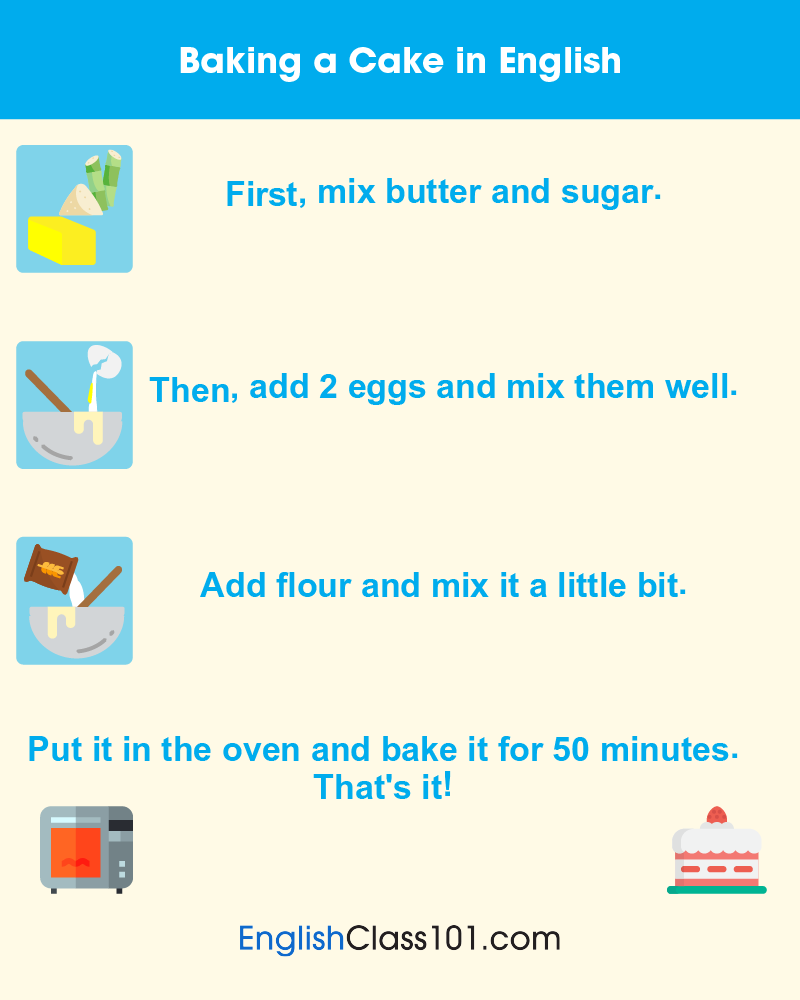 Baking a Cake in English
First, mix butter and sugar.
Then, add 2 eggs and mix them well.
Add flour and mix it a little bit.
Put it in the oven and bake it for 50 minutes.
That's it!
EnglishClass101.com